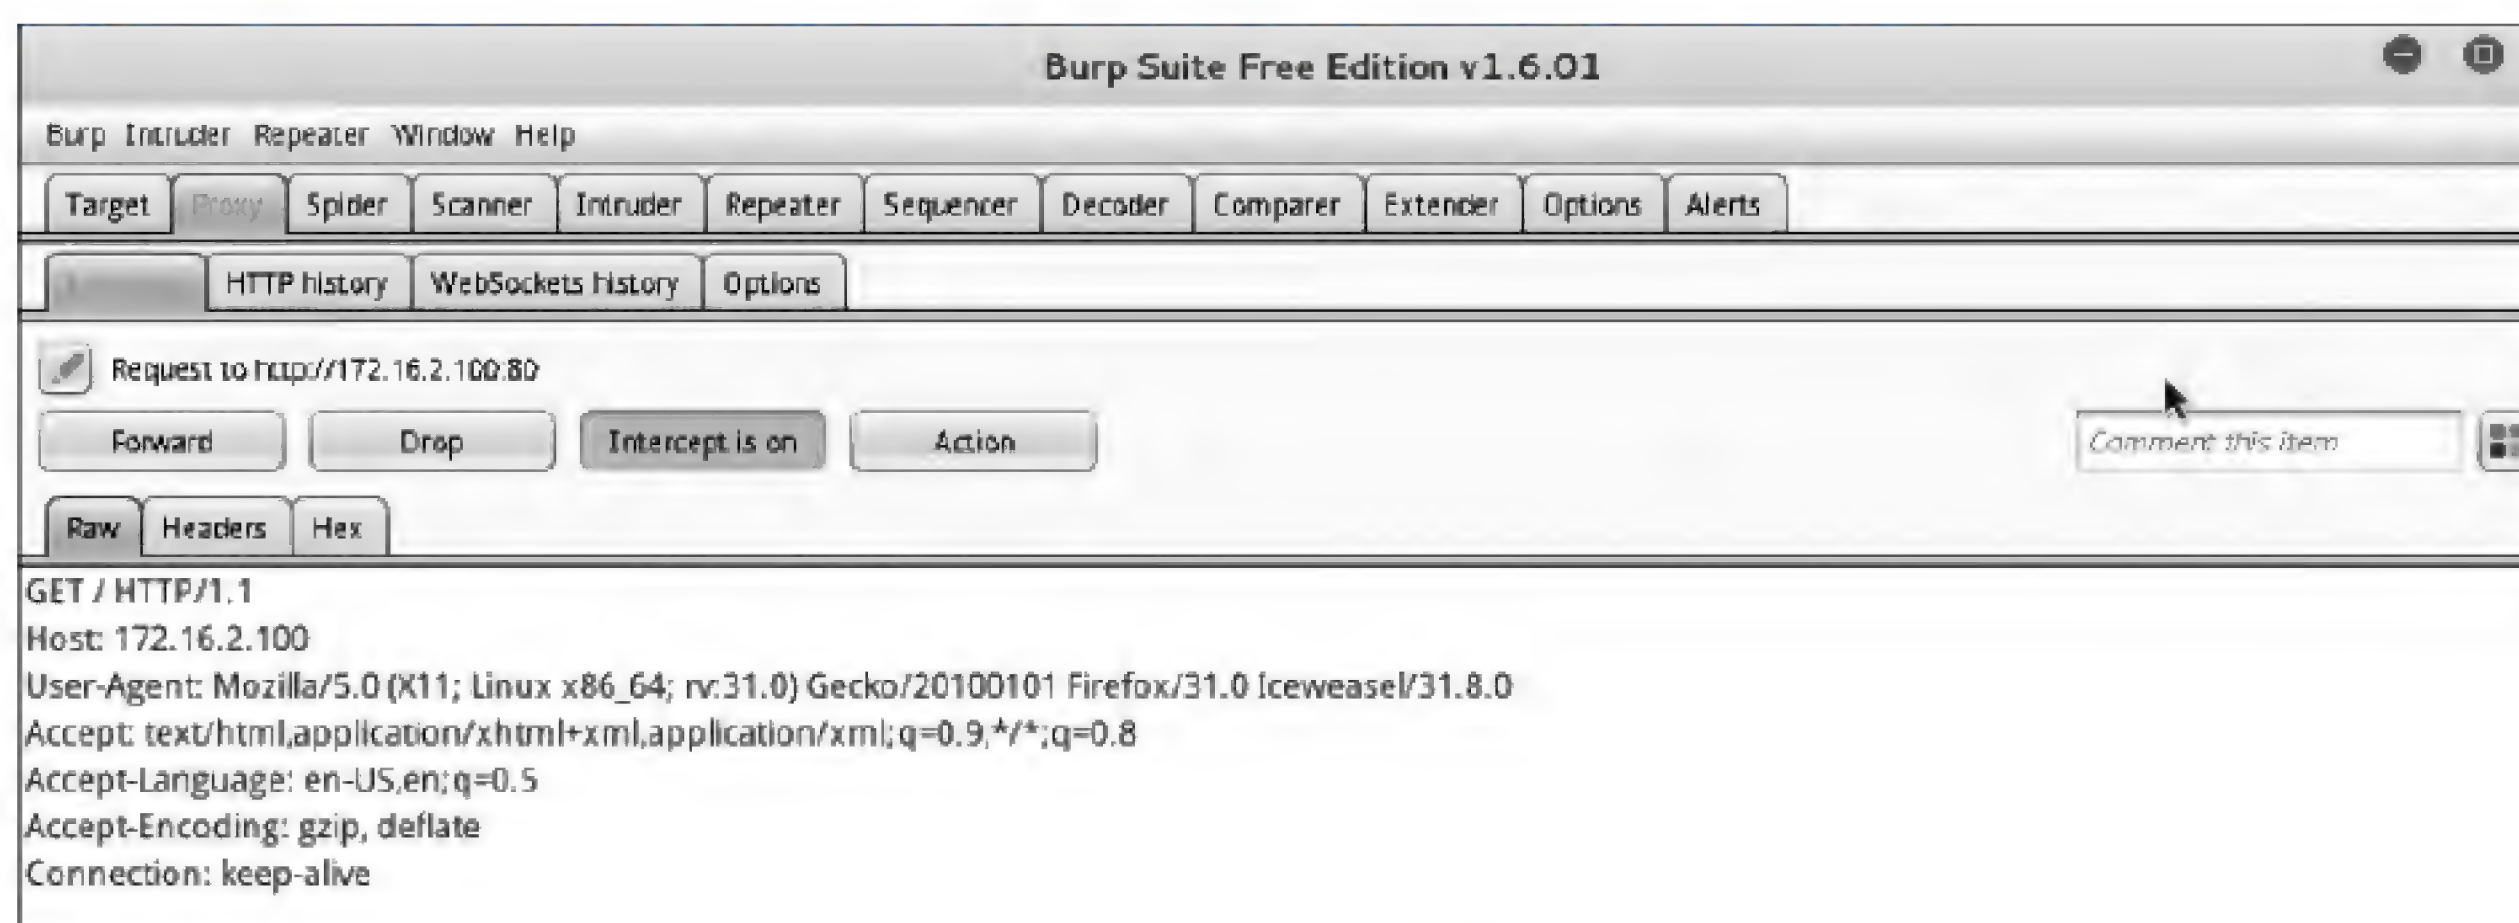 Burp Suite Free Edition v1.6.01
Burp Intruder Repeater Window Help
Target Proxy Spider Scanner Intruder Repeater Sequencer Decoder Comparer Extender Options Alerts
HTTP history WebSockets history Options
Request to http://172.16.2.100:80
Forward Drop Intercept is on Action Comment this item
Raw Headers Hex
GET / HTTP/1.1
Host: 172.16.2.100
User-Agent: Mozilla/5.0 (X11; Linux x86_64; rv:31.0) Gecko/20100101 Firefox/31.0 Iceweasel/31.8.0
Accept: text/html,application/xhtml+xml,application/xml;q=0.9,*/*;q=0.8
Accept-Language: en-US,en;q=0.5
Accept-Encoding: gzip, deflate
Connection: keep-alive